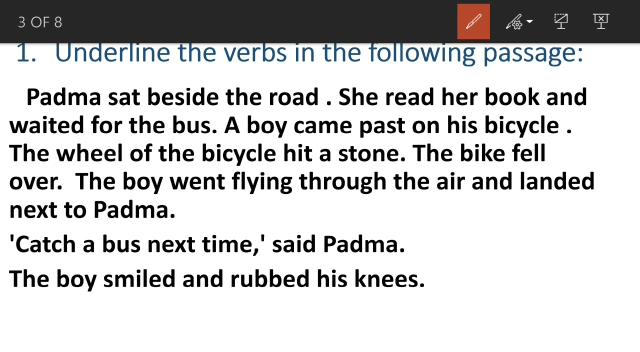 3 OF 8
1. Underline the verbs in the following passage:
Padma sat beside the road . She read her book and
waited for the bus. A boy came past on his bicycle .
The wheel of the bicycle hit a stone. The bike fell
over. The boy went flying through the air and landed
next to Padma.
'Catch a bus next time,' said Padma.
The boy smiled and rubbed his knees.